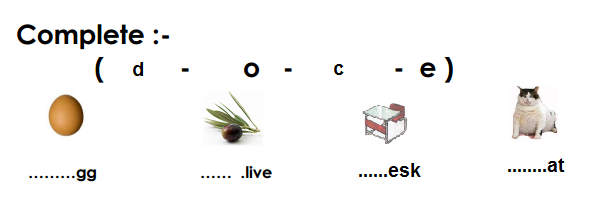 Complete :-
( d - o - c - e )
.........gg ...... .live ......esk ........at